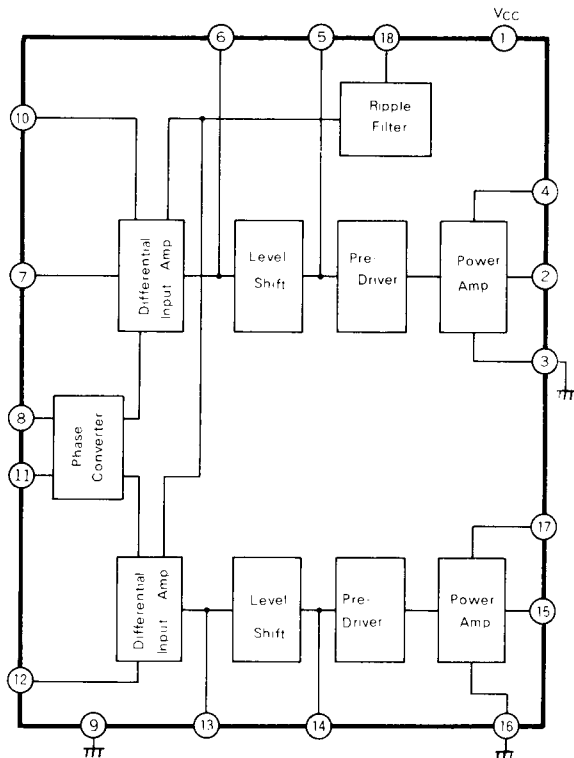 VCC
6
5
18
1
10
Ripple
Filter
4
Differential
Input Amp
Level
Shift
Pre-
Driver
Power
Amp
7
2
3
8
11
Phase
Converter
17
Differential
Input Amp
Level
Shift
Pre-
Driver
Power
Amp
15
12
9
13
14
16